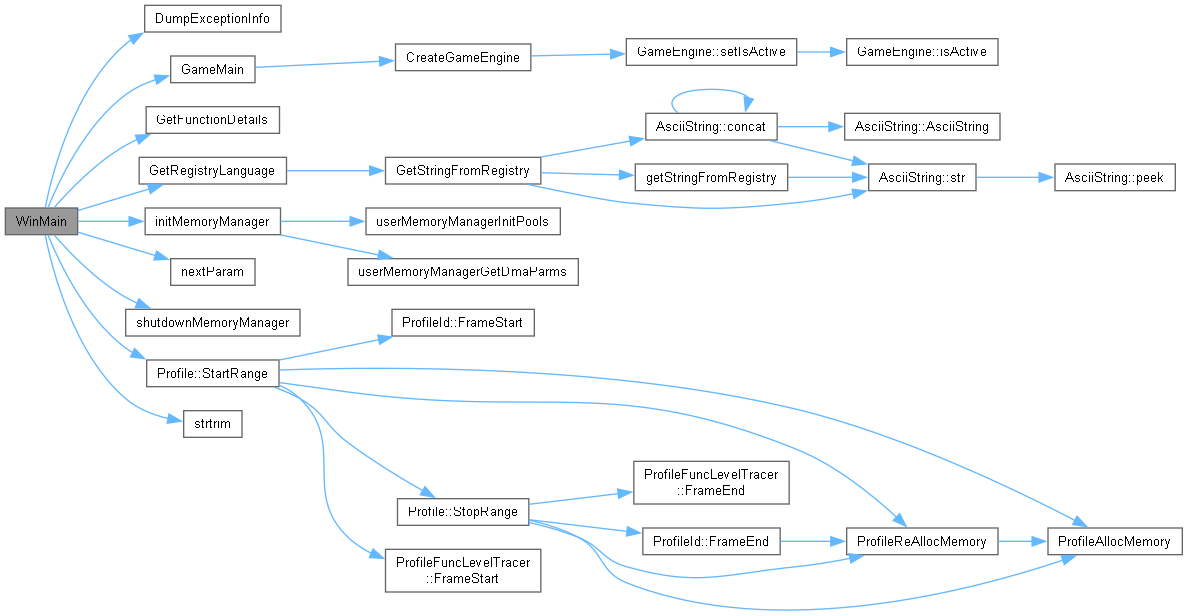 DumpExceptionInfo
GameMain
CreateGameEngine
GameEngine::setIsActive
GameEngine::isActive
GetFunctionDetails
AsciiString::concat
AsciiString::AsciiString
GetRegistryLanguage
GetStringFromRegistry
getStringFromRegistry
AsciiString::str
AsciiString::peek
WinMain
initMemoryManager
userMemoryManagerInitPools
nextParam
userMemoryManagerGetDmaParms
shutdownMemoryManager
ProfileId::FrameStart
Profile::StartRange
strtrim
ProfileFuncLevelTracer
::FrameEnd
Profile::StopRange
ProfileId::FrameEnd
ProfileReAllocMemory
ProfileAllocMemory
ProfileFuncLevelTracer
::FrameStart